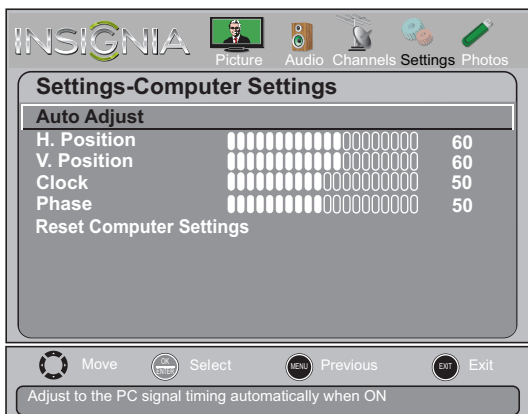 INSIGNIA
Picture Audio Channels Settings Photos
Settings-Computer Settings
Auto Adjust
H. Position 60
V. Position 60
Clock 50
Phase 50
Reset Computer Settings
Move OK ENTER Select MENU Previous EXIT Exit
Adjust to the PC signal timing automatically when ON